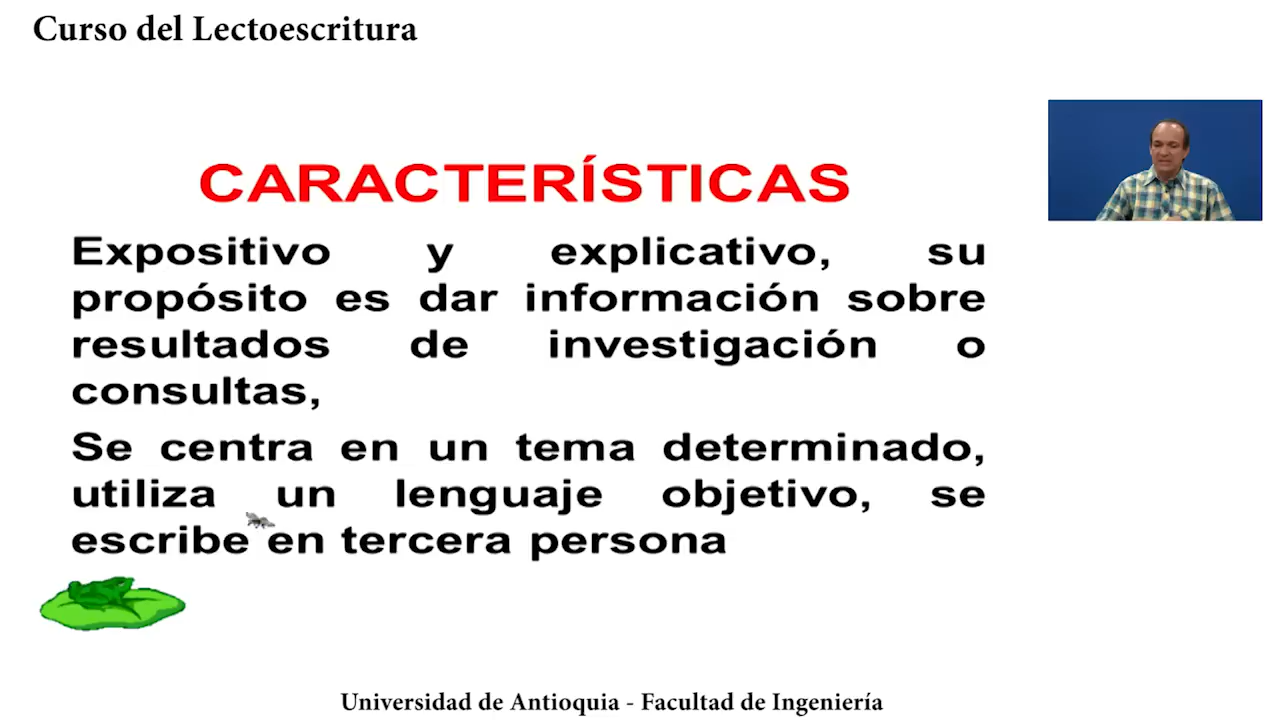 Curso del Lectoescritura
CARACTERÍSTICAS
Expositivo y explicativo, su
propósito es dar información sobre
resultados de investigación o
consultas,
Se centra en un tema determinado,
utiliza un lenguaje objetivo, se
escribe en tercera persona
Universidad de Antioquia - Facultad de Ingeniería